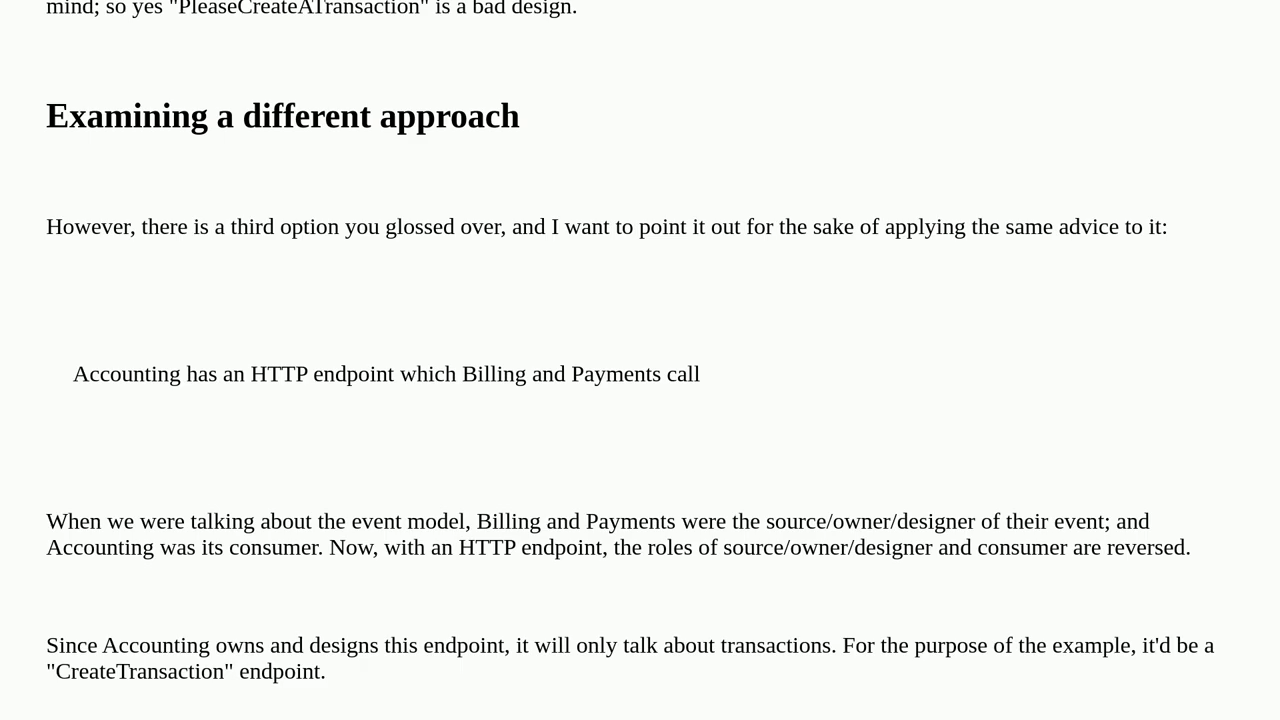 mind; so yes "PleaseCreateATransaction" is a bad design.
Examining a different approach
However, there is a third option you glossed over, and I want to point it out for the sake of applying the same advice to it:
Accounting has an HTTP endpoint which Billing and Payments call
When we were talking about the event model, Billing and Payments were the source/owner/designer of their event; and
Accounting was its consumer. Now, with an HTTP endpoint, the roles of source/owner/designer and consumer are reversed.
Since Accounting owns and designs this endpoint, it will only talk about transactions. For the purpose of the example, it'd be a
"CreateTransaction" endpoint.